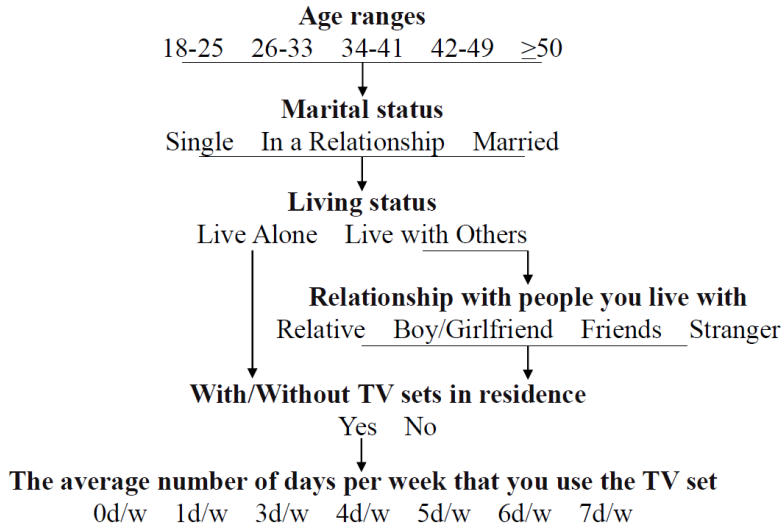 Age ranges
18-25 26-33 34-41 42-49 ≥50
Marital status
Single In a Relationship Married
Living status
Live Alone Live with Others
Relationship with people you live with
Relative Boy/Girlfriend Friends Stranger
With/Without TV sets in residence
Yes No
The average number of days per week that you use the TV set
0d/w 1d/w 3d/w 4d/w 5d/w 6d/w 7d/w